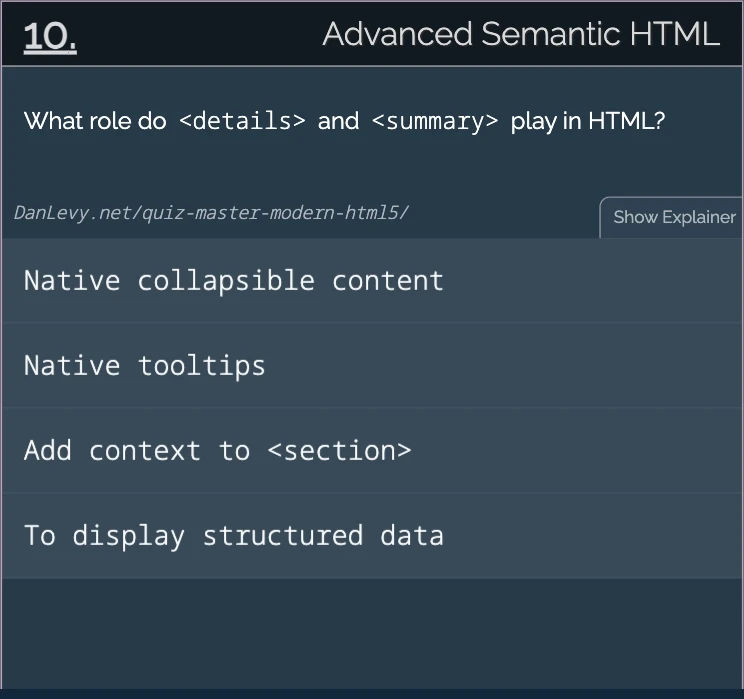 10.
Advanced Semantic HTML
What role do <details> and <summary> play in HTML?
DanLevy.net/quiz-master-modern-html5/
Show Explainer
Native collapsible content
Native tooltips
Add context to <section>
To display structured data